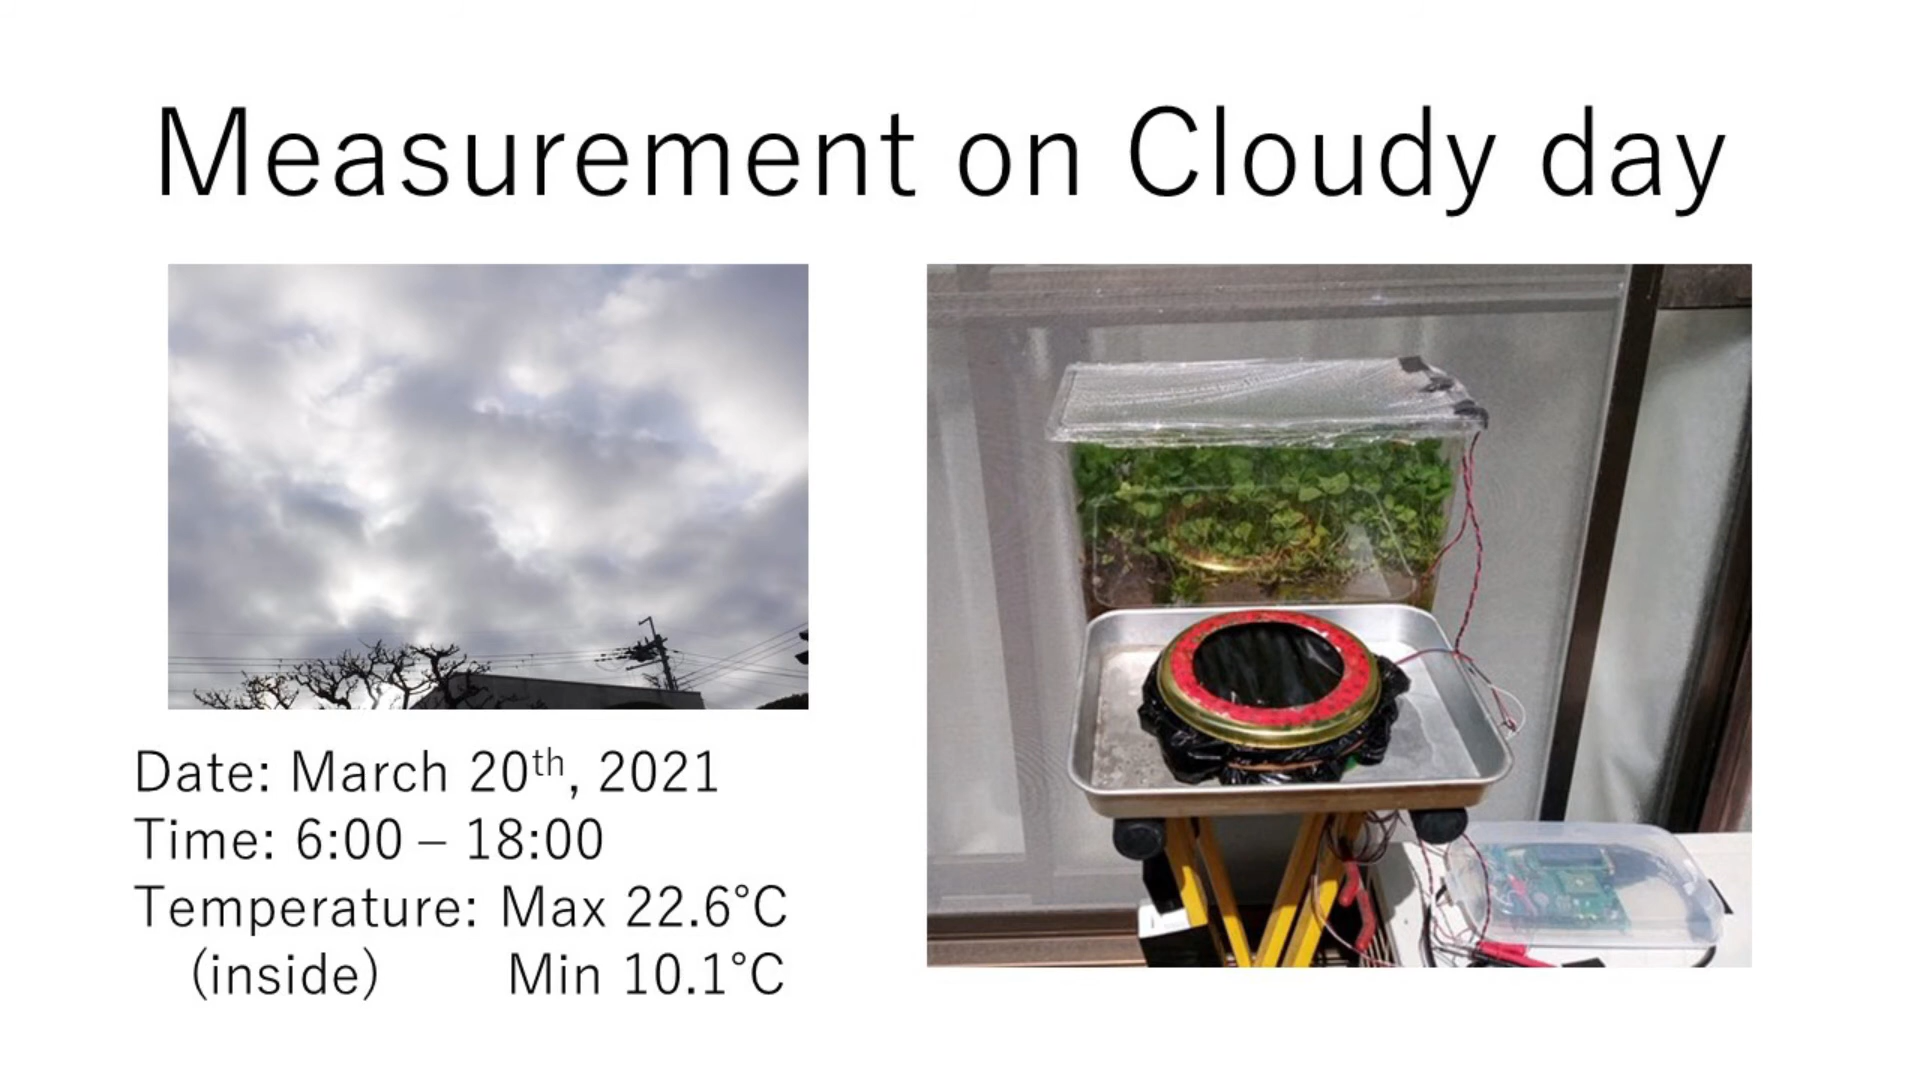 Measurement on Cloudy day
Date: March 20th, 2021
Time: 6:00 – 18:00
Temperature: Max 22.6°C
(inside) Min 10.1°C